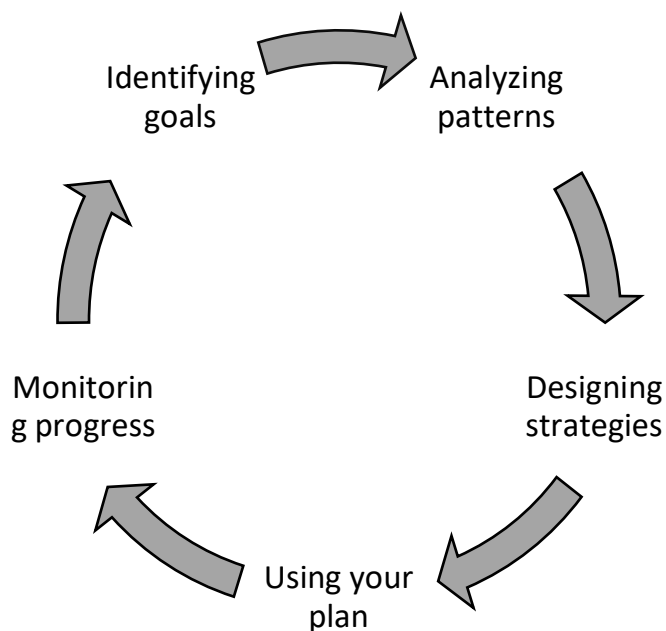 Identifying
goals
Analyzing
patterns
Designing
strategies
Using your
plan
Monitorin
g progress